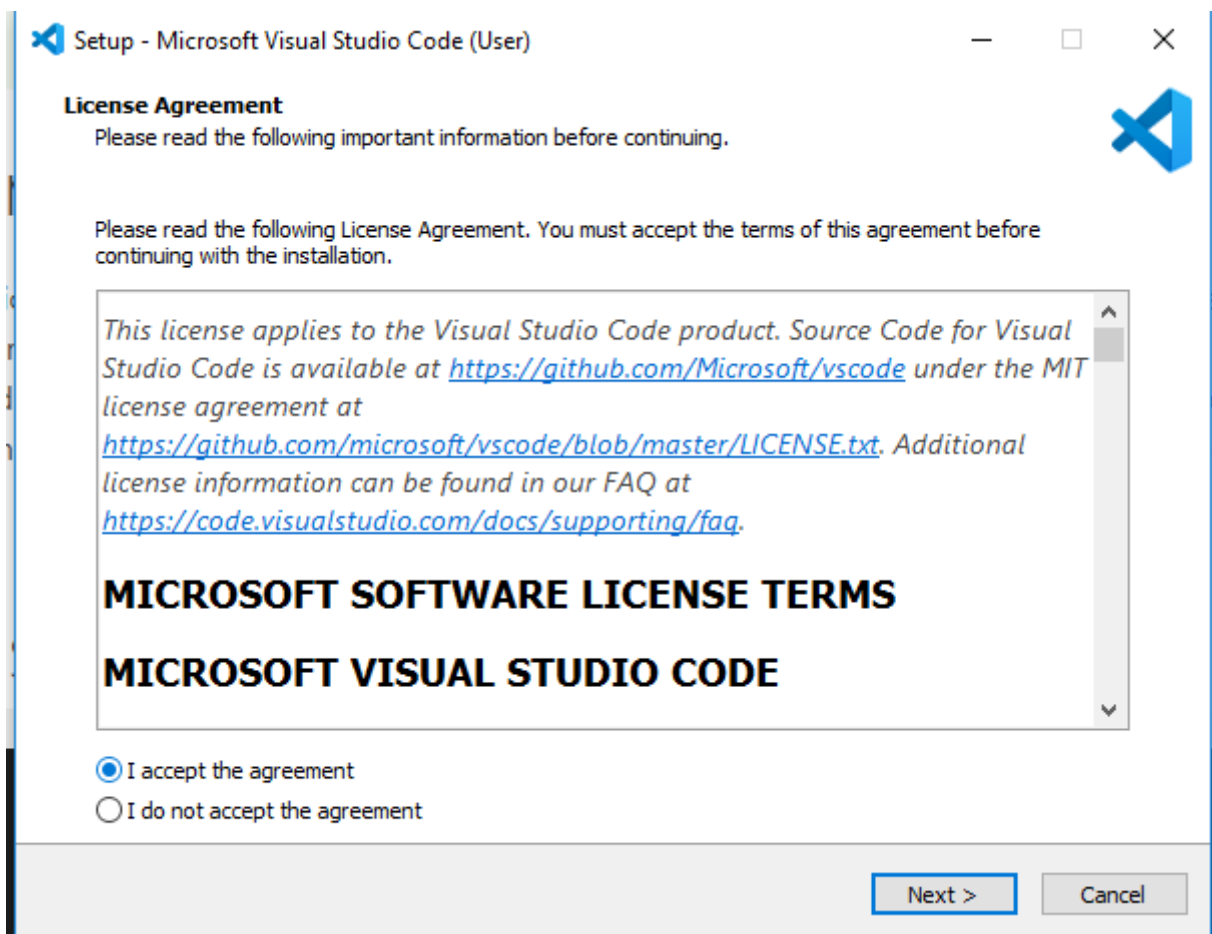 Setup - Microsoft Visual Studio Code (User)
License Agreement
Please read the following important information before continuing.
Please read the following License Agreement. You must accept the terms of this agreement before
continuing with the installation.
This license applies to the Visual Studio Code product. Source Code for Visual
Studio Code is available at https://github.com/Microsoft/vscode under the MIT
license agreement at
https://github.com/microsoft/vscode/blob/master/LICENSE.txt. Additional
license information can be found in our FAQ at
https://code.visualstudio.com/docs/supporting/faq.
MICROSOFT SOFTWARE LICENSE TERMS
MICROSOFT VISUAL STUDIO CODE
I accept the agreement
I do not accept the agreement
Next >
Cancel